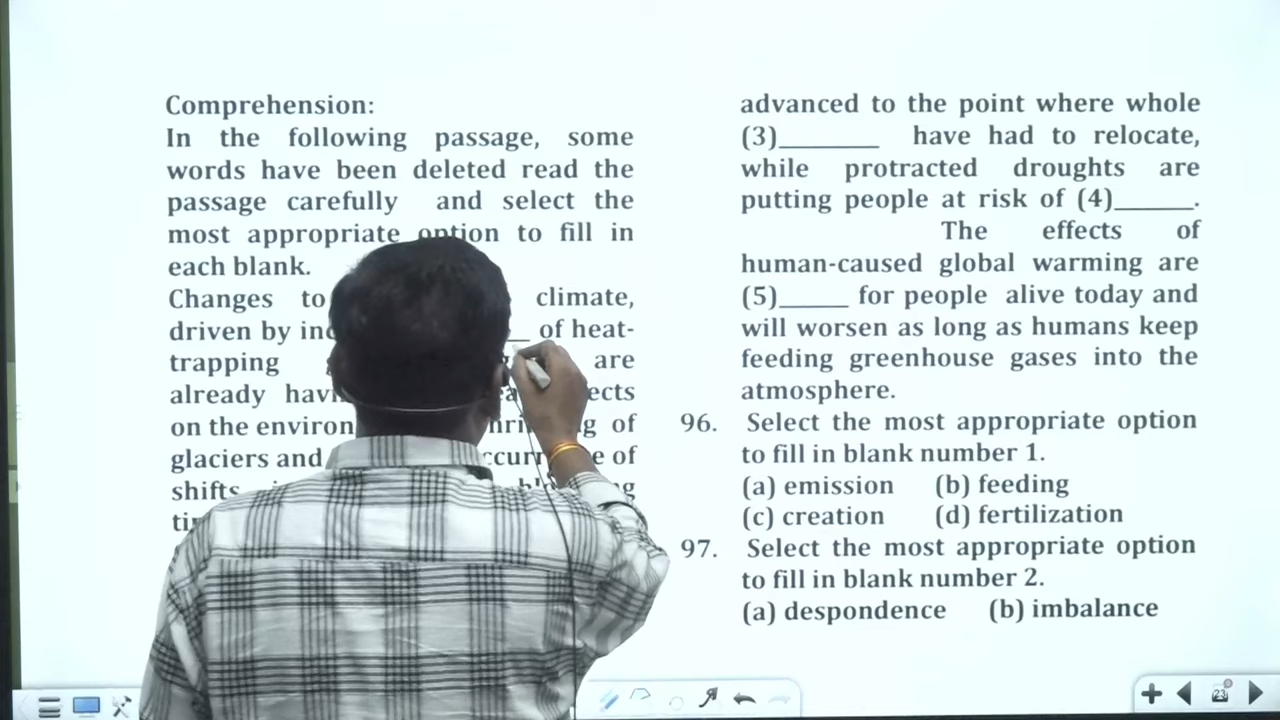 Comprehension:
In the following passage, some
words have been deleted read the
passage carefully and select the
most appropriate option to fill in
each blank.
Changes to climate,
driven by of heat-
trapping are
already
on the of
glaciers and of
shifts
advanced to the point where whole
(3)________ have had to relocate,
while protracted droughts are
putting people at risk of (4)______.
The effects of
human-caused global warming are
(5)_____ for people alive today and
will worsen as long as humans keep
feeding greenhouse gases into the
atmosphere.
96. Select the most appropriate option
to fill in blank number 1.
(a) emission (b) feeding
(c) creation (d) fertilization
97. Select the most appropriate option
to fill in blank number 2.
(a) despondence (b) imbalance
23